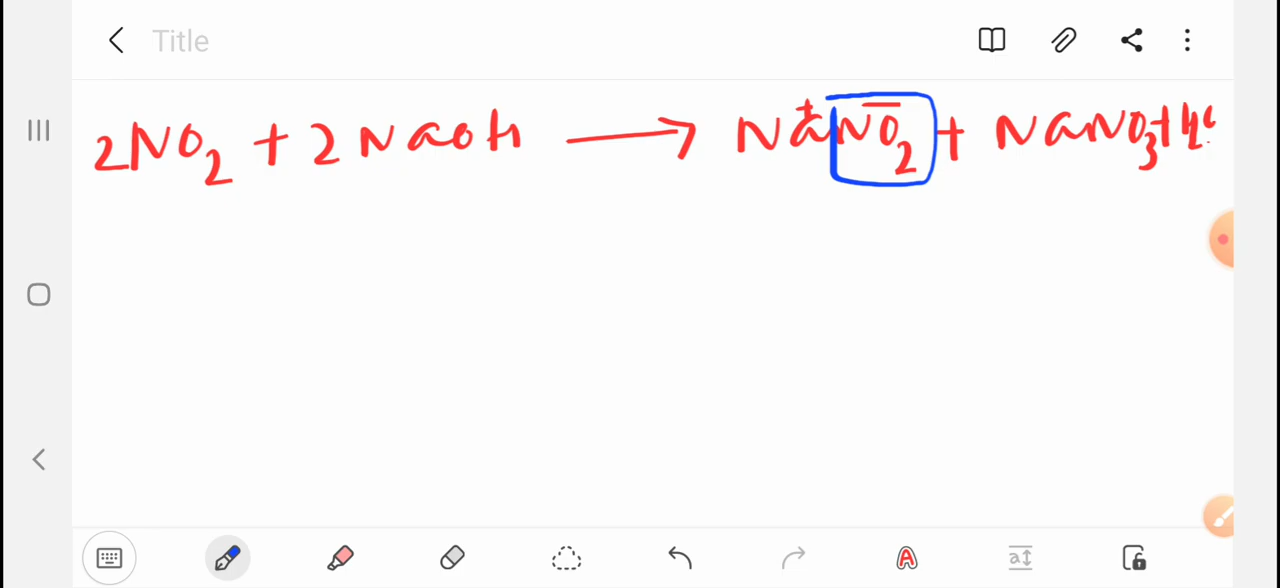 Title
2NO₂ + 2NaOH ⟶ Na⁺NO₂⁻ + NaNO₃ +